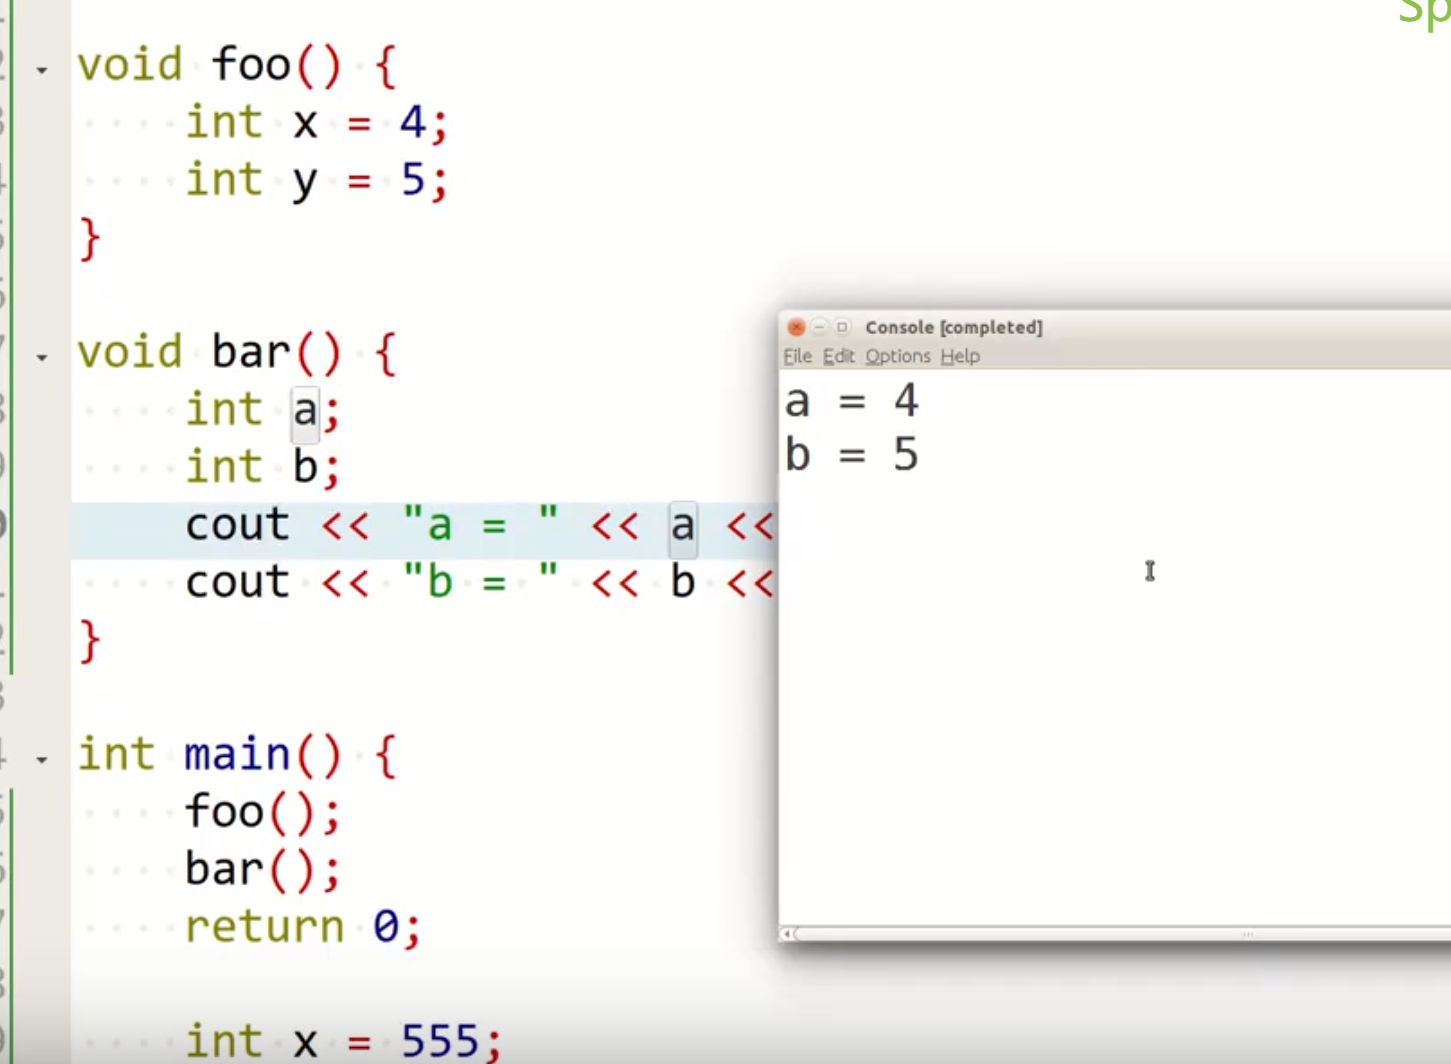 Sp
void foo() {
int x = 4;
int y = 5;
}
void bar() {
int a;
int b;
cout << "a = " << a <<
cout << "b = " << b <<
}
int main() {
foo();
bar();
return 0;
int x = 555;
Console [completed]
File Edit Options Help
a = 4
b = 5